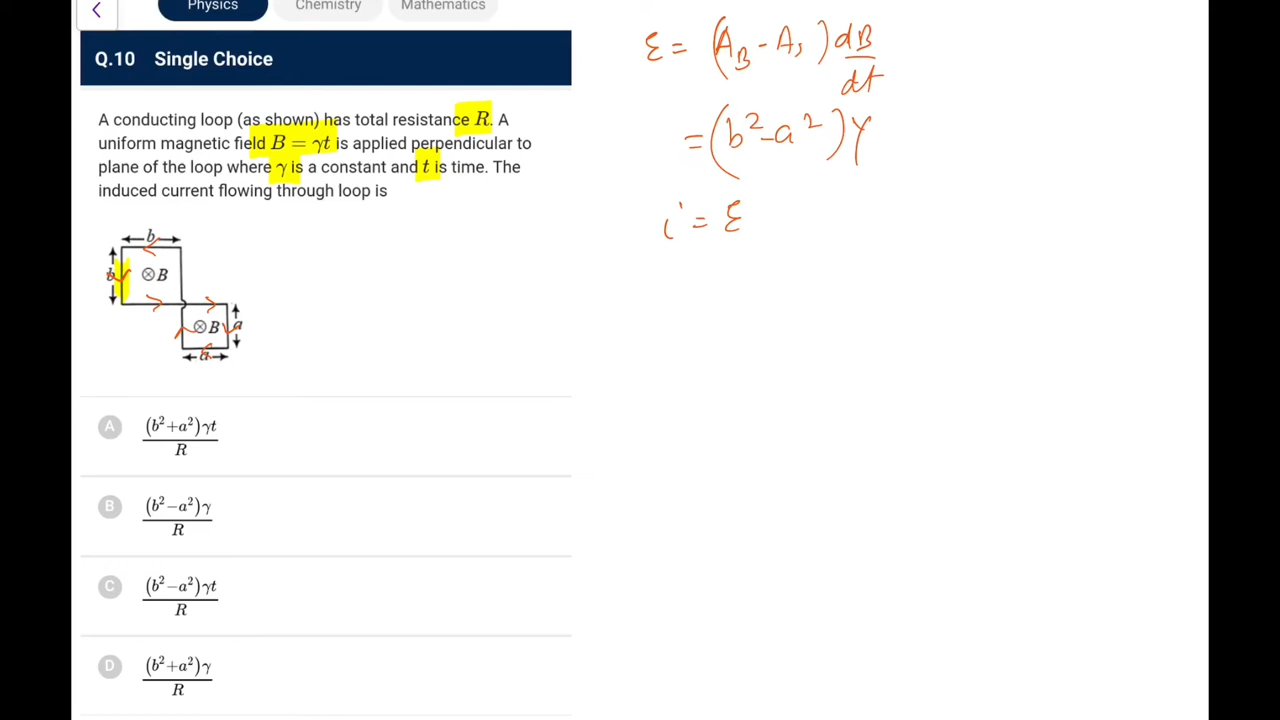 Physics Chemistry Mathematics
Q.10 Single Choice
A conducting loop (as shown) has total resistance R. A
uniform magnetic field B = γt is applied perpendicular to
plane of the loop where γ is a constant and t is time. The
induced current flowing through loop is
b
b ⊗B
⊗B a
a
A (b²+a²)γt / R
B (b²−a²)γ / R
C (b²−a²)γt / R
D (b²+a²)γ / R
ε = (A_B - A_s) dB/dt
= (b² - a²) γ
i = ε